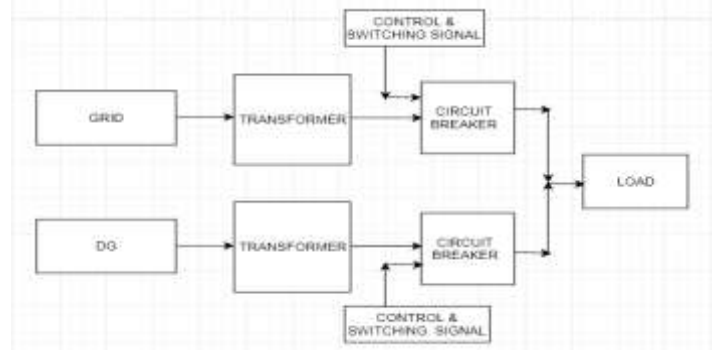 CONTROL &
SWITCHING SIGNAL
GRID
TRANSFORMER
CIRCUIT
BREAKER
LOAD
DG
TRANSFORMER
CIRCUIT
BREAKER
CONTROL &
SWITCHING SIGNAL